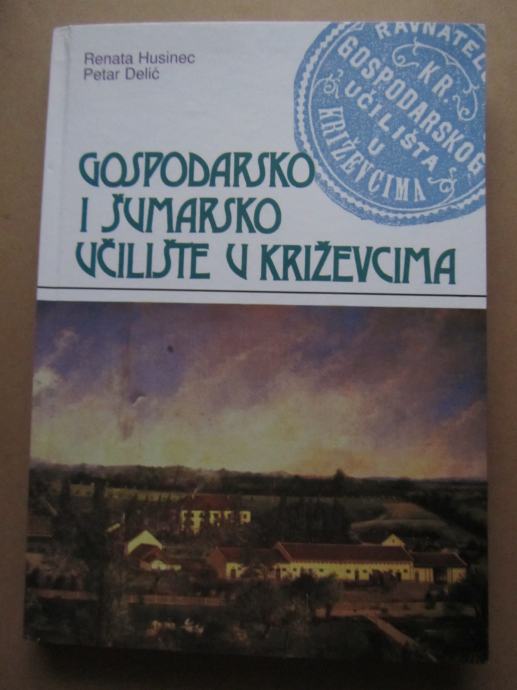 Renata Husinec
Petar Delić
RAVNATELJ
KR.
GOSPODARSKOG
UČILIŠTA
U
KRIŽEVCIMA
GOSPODARSKO
I ŠUMARSKO
UČILIŠTE U KRIŽEVCIMA